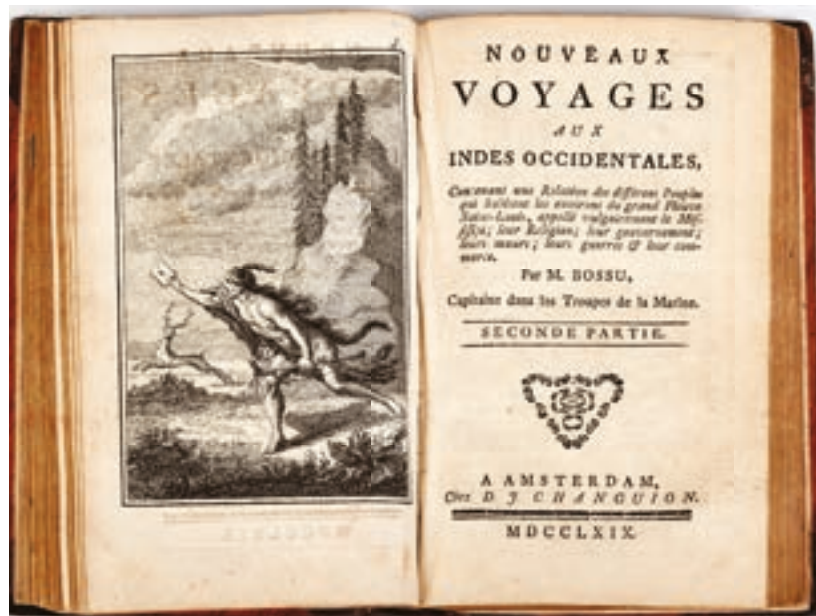 NOUVEAUX
VOYAGES
AUX
INDES OCCIDENTALES,
Contenant une Relation des différens Peuples
qui habitent les environs du grand Fleuve
Saint-Louis, appellé vulgairement le Mis-
sissipi; leur Religion; leur gouvernement;
leurs mœurs; leurs guerres & leur com-
merce.
Par M. BOSSU,
Capitaine dans les Troupes de la Marine.
SECONDE PARTIE.
A AMSTERDAM,
Chez D J CHANGUION.
MDCCLXIX.